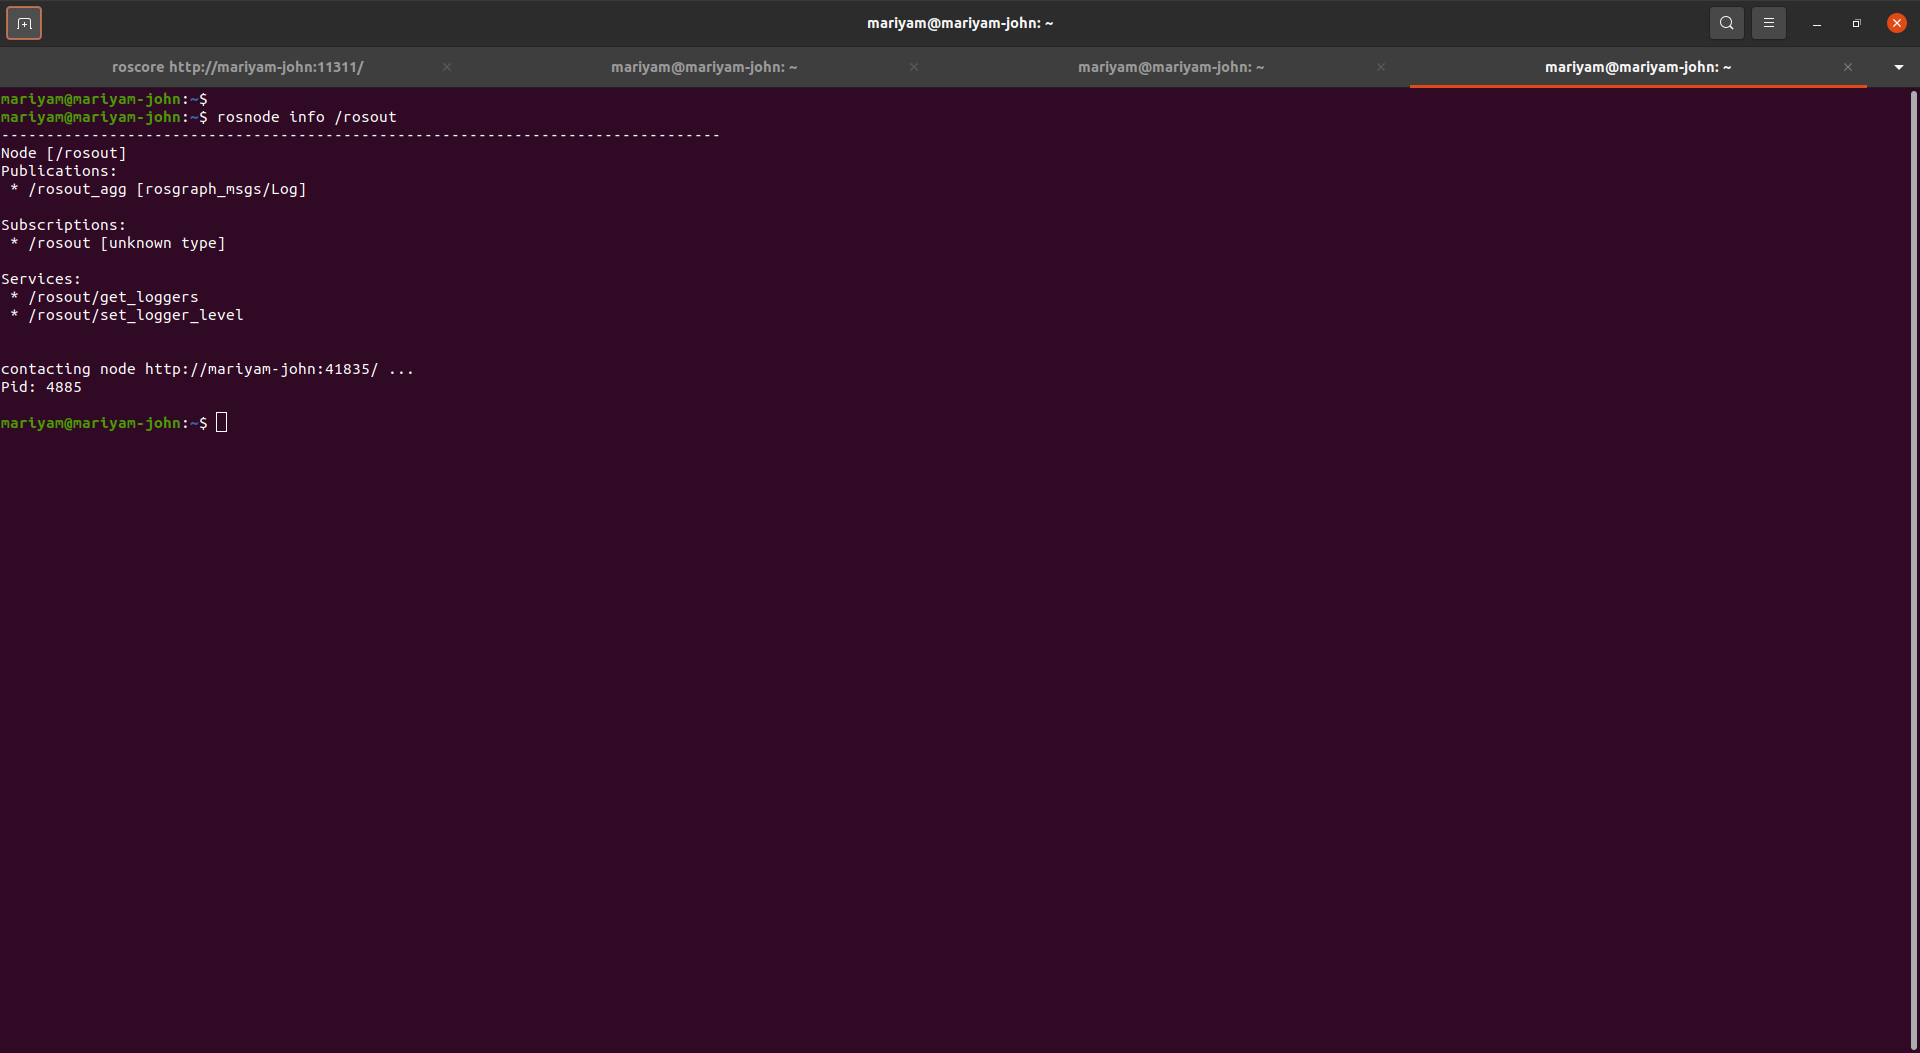 mariyam@mariyam-john: ~
roscore http://mariyam-john:11311/
mariyam@mariyam-john: ~
mariyam@mariyam-john: ~
mariyam@mariyam-john: ~
mariyam@mariyam-john:~$
mariyam@mariyam-john:~$ rosnode info /rosout
--------------------------------------------------------------------------------
Node [/rosout]
Publications:
 * /rosout_agg [rosgraph_msgs/Log]

Subscriptions:
 * /rosout [unknown type]

Services:
 * /rosout/get_loggers
 * /rosout/set_logger_level


contacting node http://mariyam-john:41835/ ...
Pid: 4885

mariyam@mariyam-john:~$